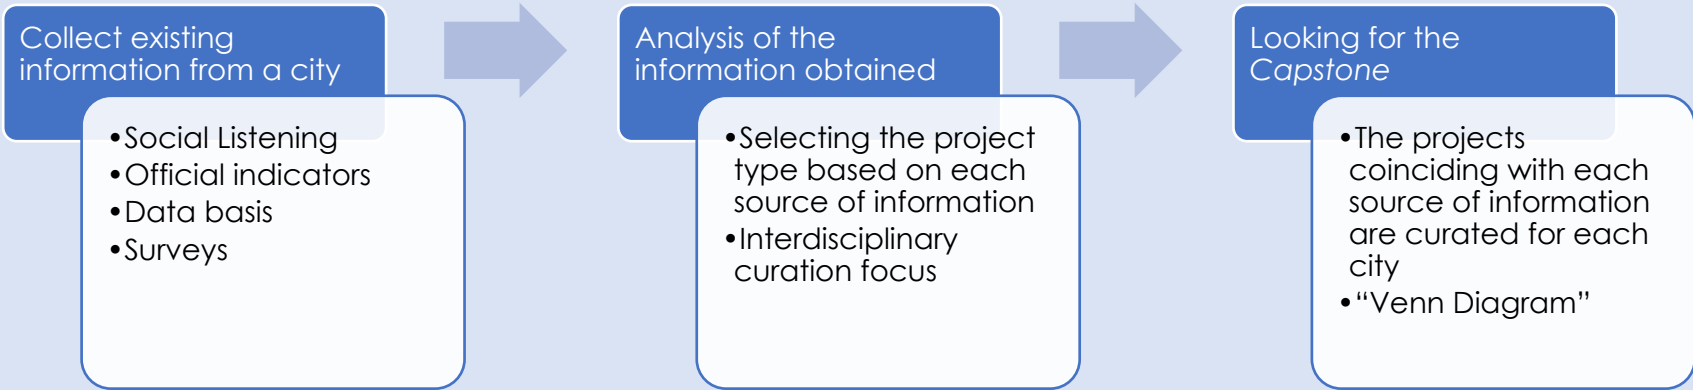 Collect existing
information from a city
•Social Listening
•Official indicators
•Data basis
•Surveys
Analysis of the
information obtained
•Selecting the project
type based on each
source of information
•Interdisciplinary
curation focus
Looking for the
Capstone
•The projects
coinciding with each
source of information
are curated for each
city
•“Venn Diagram”